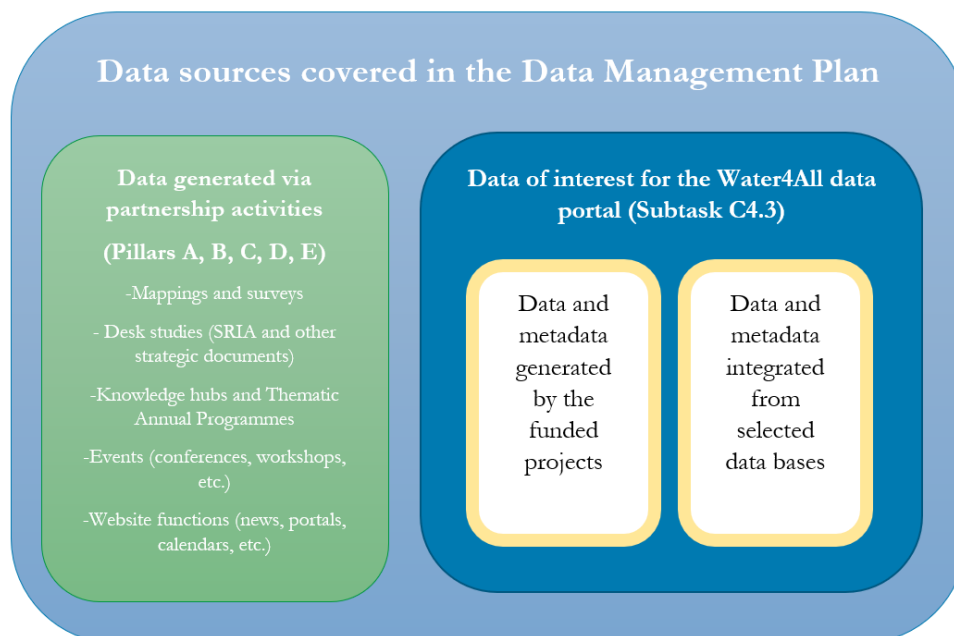 Data sources covered in the Data Management Plan
Data generated via
partnership activities
(Pillars A, B, C, D, E)
-Mappings and surveys
- Desk studies (SRIA and other
strategic documents)
-Knowledge hubs and Thematic
Annual Programmes
-Events (conferences, workshops,
etc.)
-Website functions (news, portals,
calendars, etc.)
Data of interest for the Water4All data
portal (Subtask C4.3)
Data and
metadata
generated
by the
funded
projects
Data and
metadata
integrated
from
selected
data bases